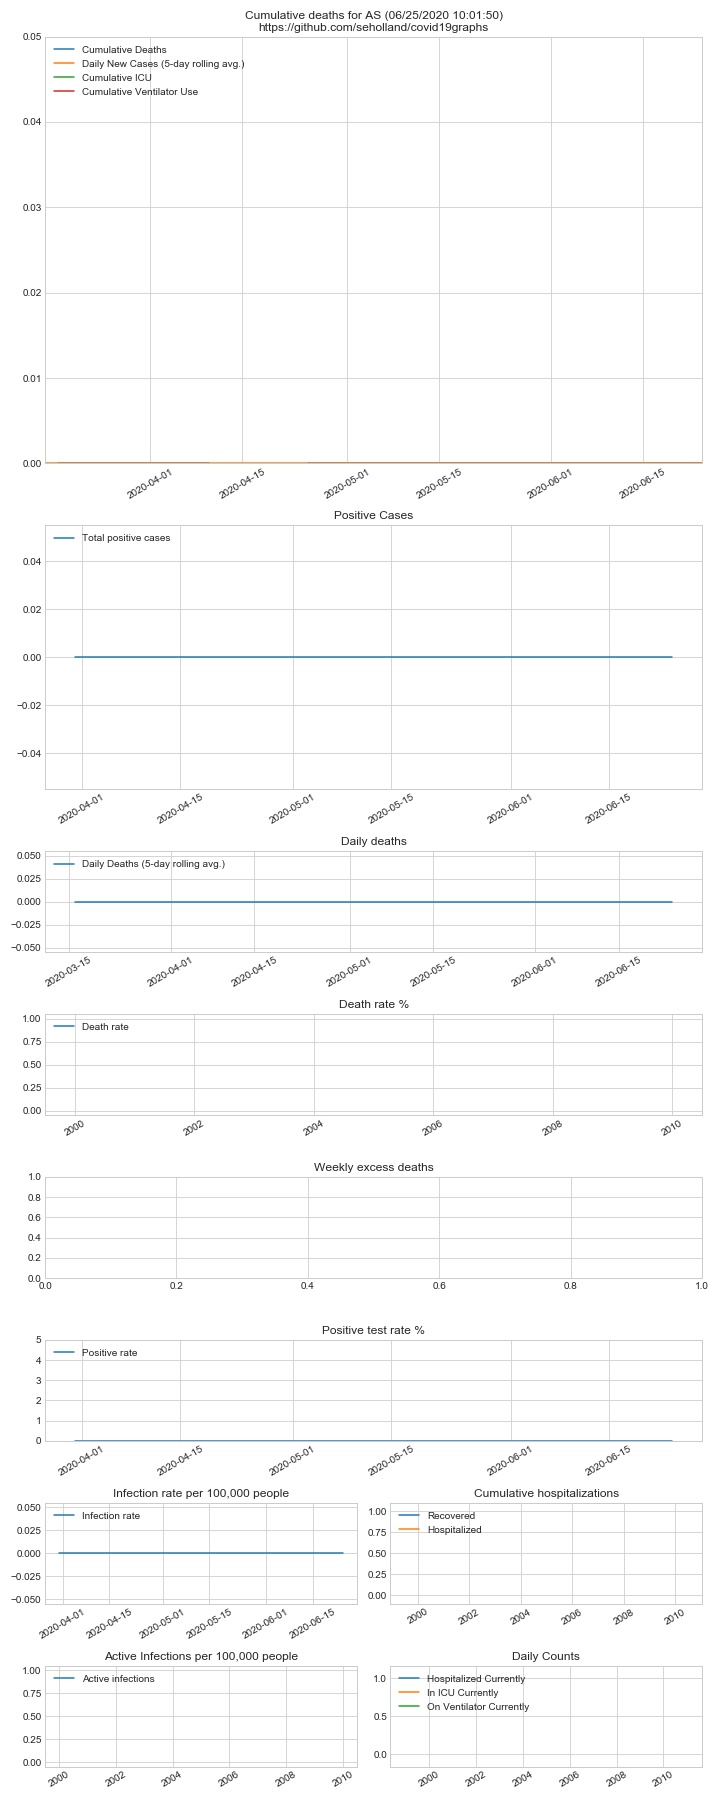 Cumulative deaths for AS (06/25/2020 10:01:50)
https://github.com/seholland/covid19graphs
0.05
Cumulative Deaths
Daily New Cases (5-day rolling avg.)
Cumulative ICU
Cumulative Ventilator Use
0.04
0.03
0.02
0.01
0.00
2020-04-01 2020-04-15 2020-05-01 2020-05-15 2020-06-01 2020-06-15
Positive Cases
Total positive cases
0.04
0.02
0.00
−0.02
−0.04
2020-04-01 2020-04-15 2020-05-01 2020-05-15 2020-06-01 2020-06-15
Daily deaths
0.050
Daily Deaths (5-day rolling avg.)
0.025
0.000
−0.025
−0.050
2020-03-15 2020-04-01 2020-04-15 2020-05-01 2020-05-15 2020-06-01 2020-06-15
Death rate %
1.00
Death rate
0.75
0.50
0.25
0.00
2000 2002 2004 2006 2008 2010
Weekly excess deaths
1.0
0.8
0.6
0.4
0.2
0.0
0.0 0.2 0.4 0.6 0.8 1.0
Positive test rate %
5
Positive rate
4
3
2
1
0
2020-04-01 2020-04-15 2020-05-01 2020-05-15 2020-06-01 2020-06-15
Infection rate per 100,000 people
0.050
Infection rate
0.025
0.000
−0.025
−0.050
2020-04-01 2020-04-15 2020-05-01 2020-05-15 2020-06-01 2020-06-15
Cumulative hospitalizations
1.00
Recovered
Hospitalized
0.75
0.50
0.25
0.00
2000 2002 2004 2006 2008 2010
Active Infections per 100,000 people
1.00
Active infections
0.75
0.50
0.25
0.00
2000 2002 2004 2006 2008 2010
Daily Counts
1.0
Hospitalized Currently
In ICU Currently
On Ventilator Currently
0.5
0.0
2000 2002 2004 2006 2008 2010